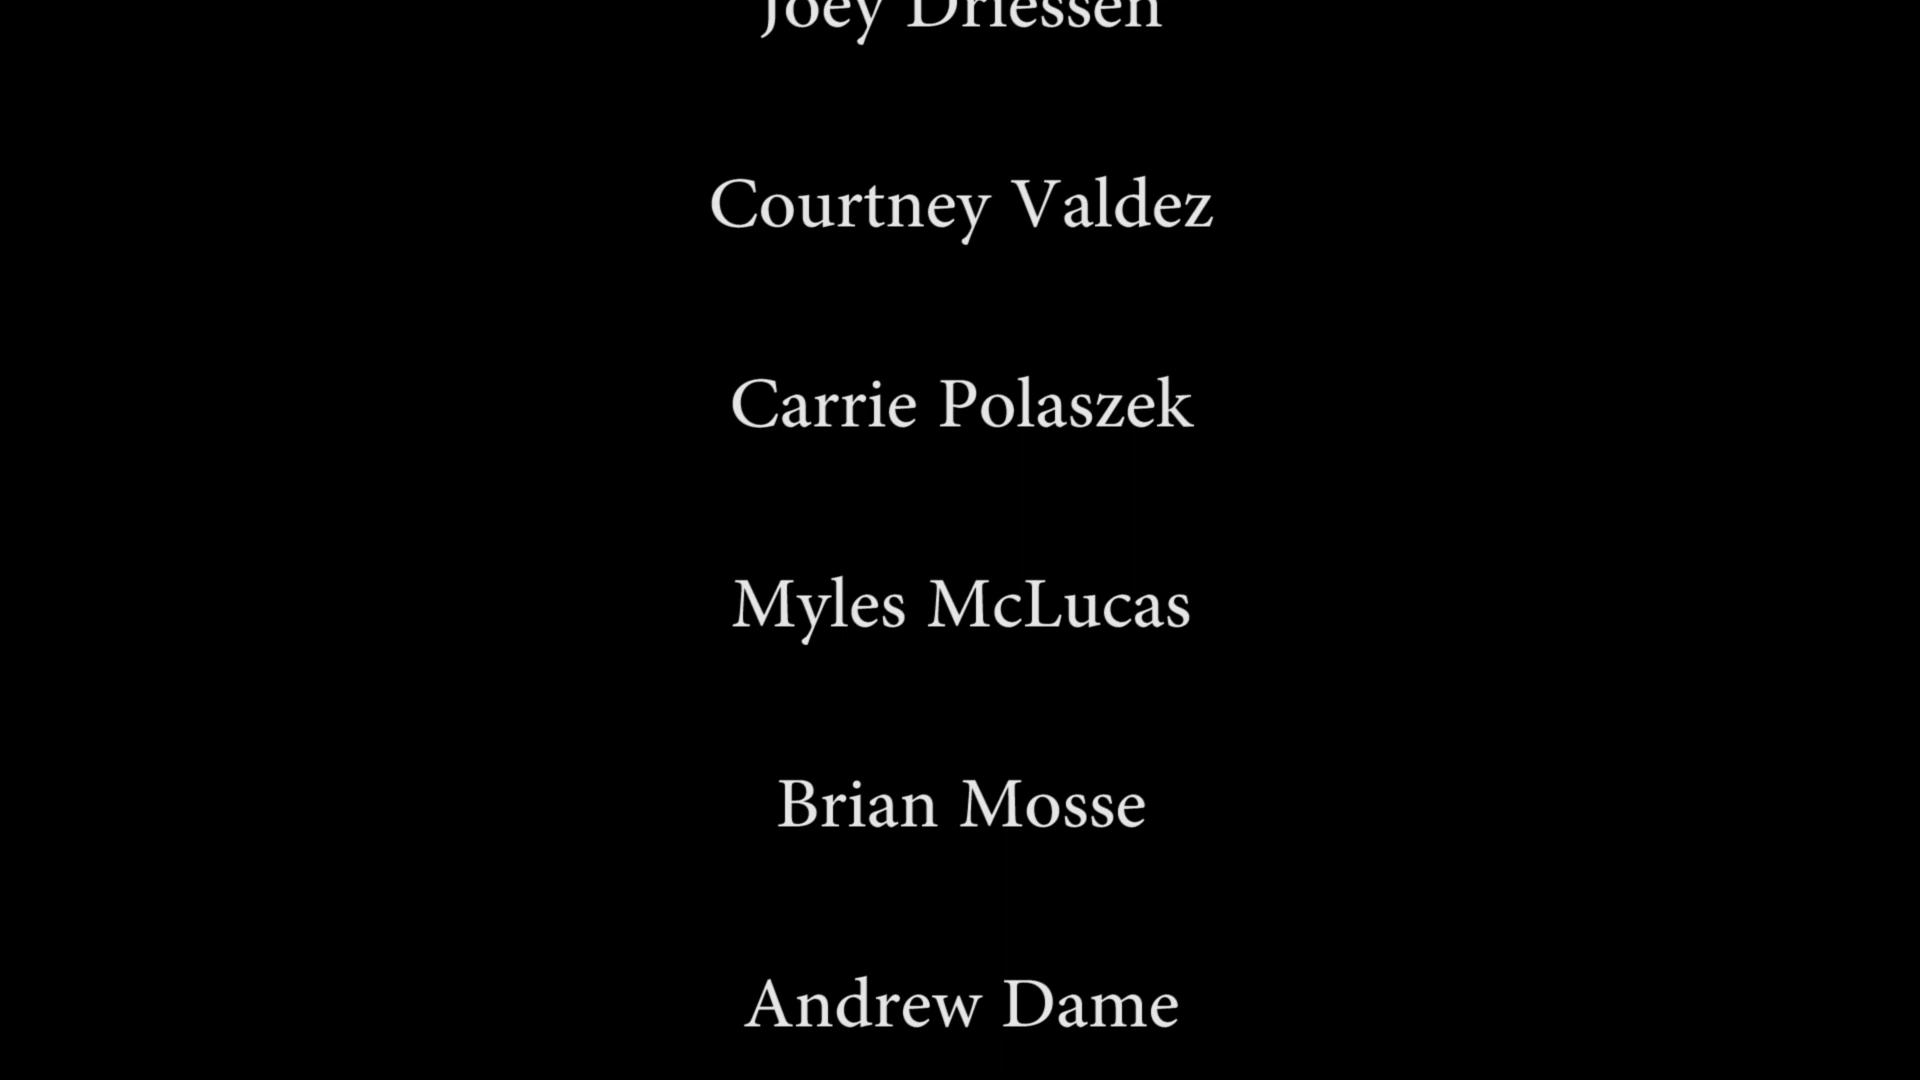 Joey Driessen
Courtney Valdez
Carrie Polaszek
Myles McLucas
Brian Mosse
Andrew Dame